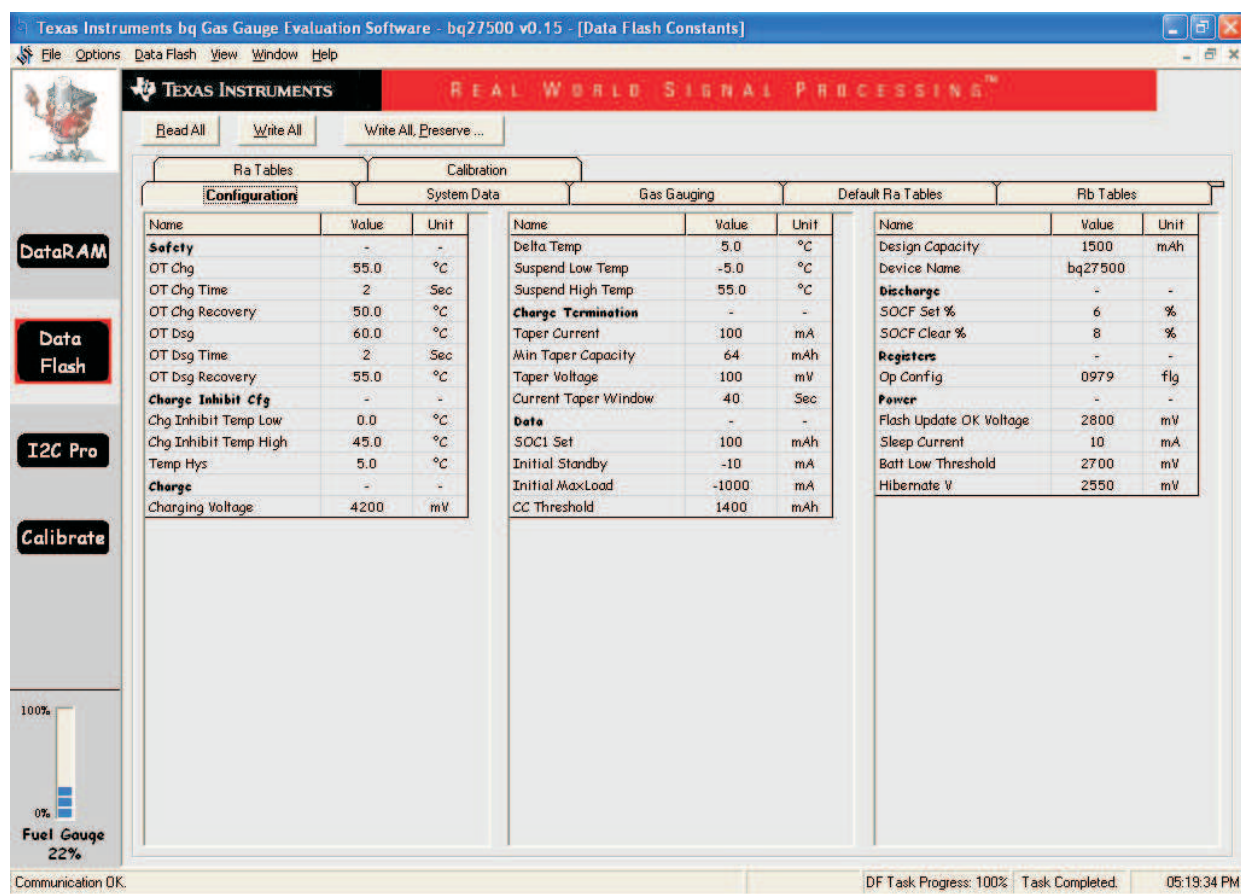 Texas Instruments bq Gas Gauge Evaluation Software - bq27500 v0.15 - [Data Flash Constants]
File Options Data Flash View Window Help
TEXAS INSTRUMENTS REAL WORLD SIGNAL PROCESSING™
Read All Write All Write All, Preserve ...
Ra Tables Calibration
Configuration System Data Gas Gauging Default Ra Tables Rb Tables
DataRAM
Data
Flash
I2C Pro
Calibrate
100%
0%
Fuel Gauge
22%
Name Value Unit
Safety - -
OT Chg 55.0 °C
OT Chg Time 2 Sec
OT Chg Recovery 50.0 °C
OT Dsg 60.0 °C
OT Dsg Time 2 Sec
OT Dsg Recovery 55.0 °C
Charge Inhibit Cfg - -
Chg Inhibit Temp Low 0.0 °C
Chg Inhibit Temp High 45.0 °C
Temp Hys 5.0 °C
Charge - -
Charging Voltage 4200 mV
Name Value Unit
Delta Temp 5.0 °C
Suspend Low Temp -5.0 °C
Suspend High Temp 55.0 °C
Charge Termination - -
Taper Current 100 mA
Min Taper Capacity 64 mAh
Taper Voltage 100 mV
Current Taper Window 40 Sec
Data - -
SOC1 Set 100 mAh
Initial Standby -10 mA
Initial MaxLoad -1000 mA
CC Threshold 1400 mAh
Name Value Unit
Design Capacity 1500 mAh
Device Name bq27500
Discharge - -
SOCF Set % 6 %
SOCF Clear % 8 %
Registers - -
Op Config 0979 flg
Power - -
Flash Update OK Voltage 2800 mV
Sleep Current 10 mA
Batt Low Threshold 2700 mV
Hibernate V 2550 mV
Communication OK. DF Task Progress: 100% Task Completed. 05:19:34 PM